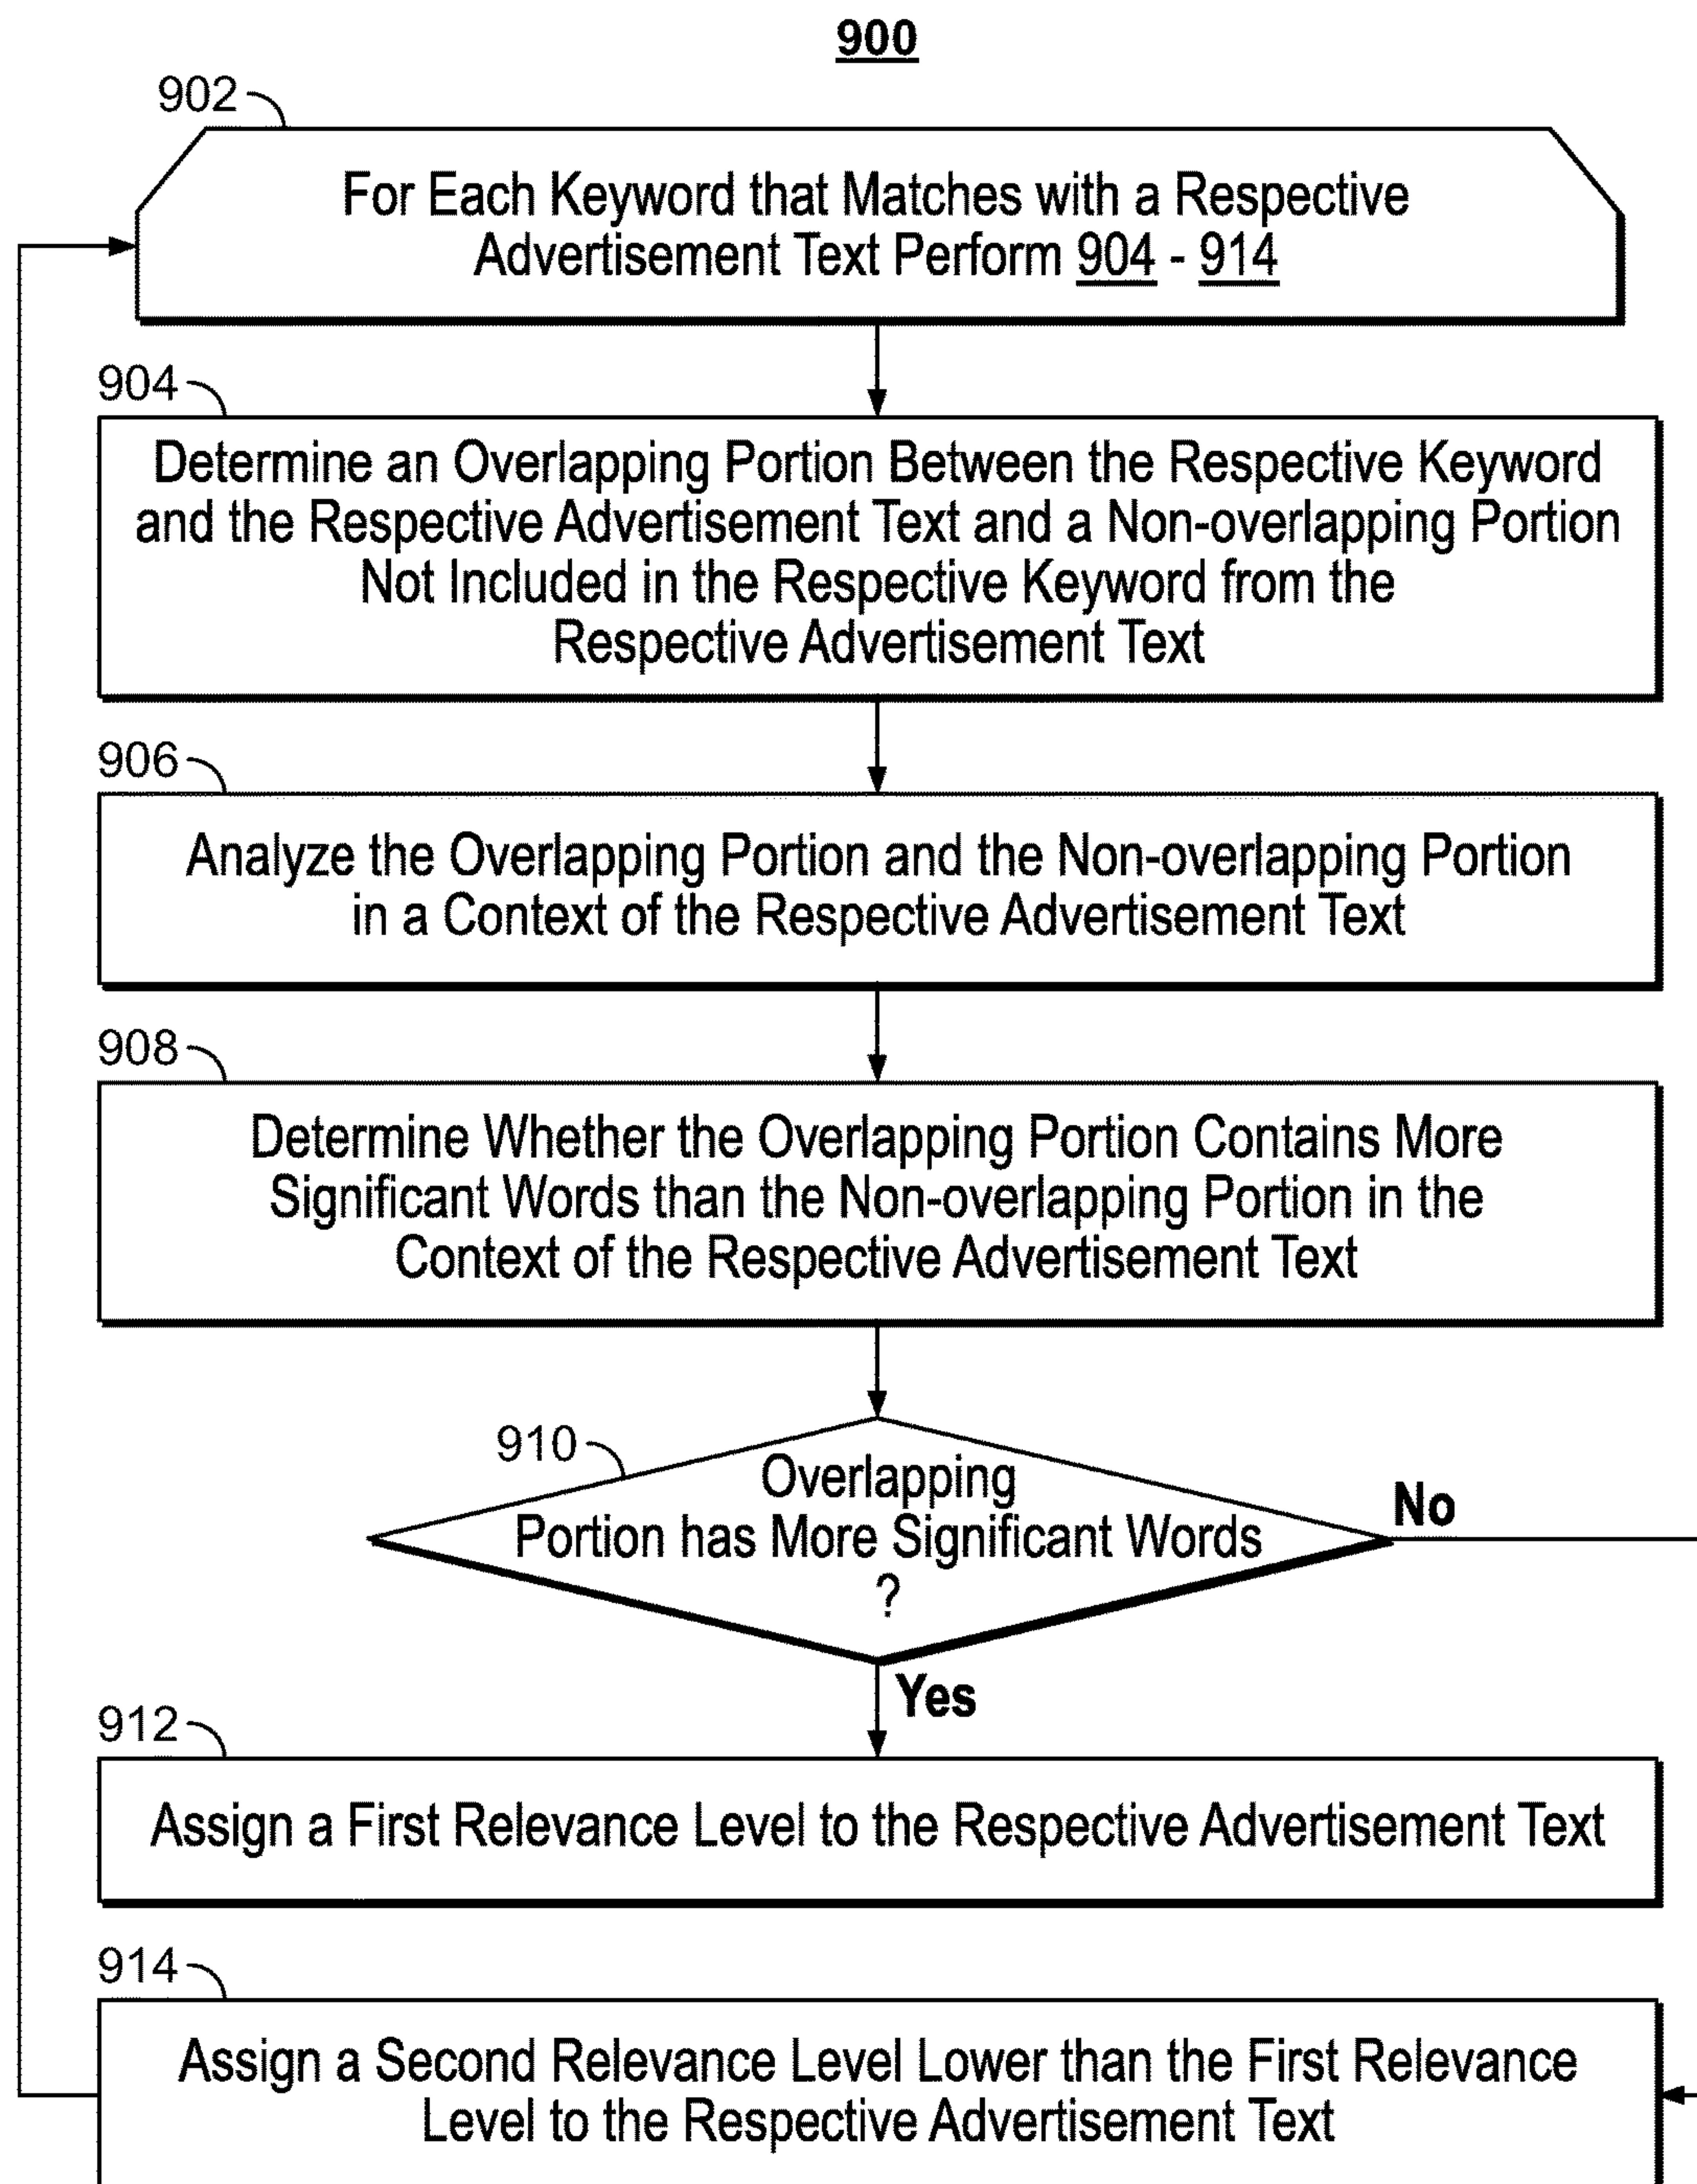 900
902
For Each Keyword that Matches with a Respective
Advertisement Text Perform 904 - 914
904
Determine an Overlapping Portion Between the Respective Keyword
and the Respective Advertisement Text and a Non-overlapping Portion
Not Included in the Respective Keyword from the
Respective Advertisement Text
906
Analyze the Overlapping Portion and the Non-overlapping Portion
in a Context of the Respective Advertisement Text
908
Determine Whether the Overlapping Portion Contains More
Significant Words than the Non-overlapping Portion in the
Context of the Respective Advertisement Text
910
Overlapping
Portion has More Significant Words
?
No
Yes
912
Assign a First Relevance Level to the Respective Advertisement Text
914
Assign a Second Relevance Level Lower than the First Relevance
Level to the Respective Advertisement Text